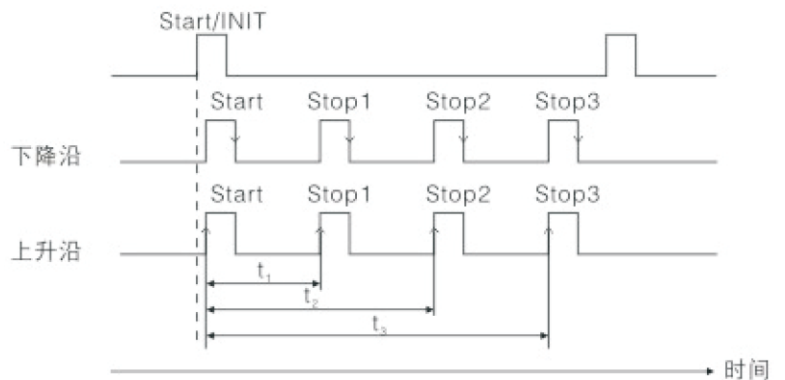 Start/INIT
Start Stop1 Stop2 Stop3
下降沿
Start Stop1 Stop2 Stop3
上升沿
t₁
t₂
t₃
时间